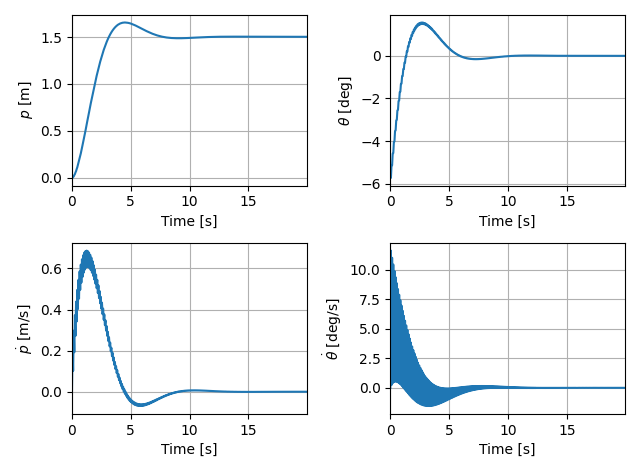 p [m]
1.5
1.0
0.5
0.0
0 5 10 15
Time [s]
θ [deg]
0
−2
−4
−6
0 5 10 15
Time [s]
ṗ [m/s]
0.6
0.4
0.2
0.0
0 5 10 15
Time [s]
θ̇ [deg/s]
10.0
7.5
5.0
2.5
0.0
0 5 10 15
Time [s]